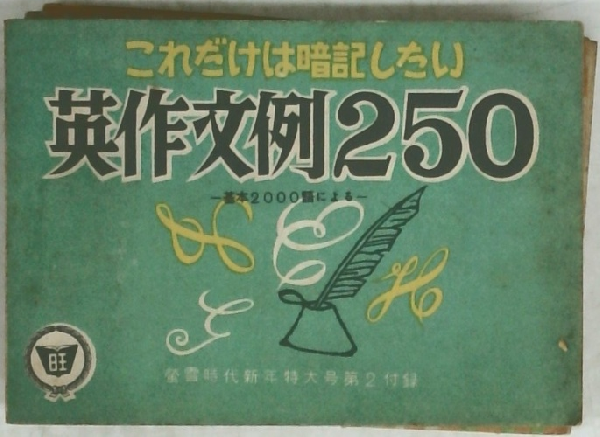 これだけは暗記したい
英作文例250
—基本2000語による—
L C H
G
旺
螢雪時代新年特大号第2付録